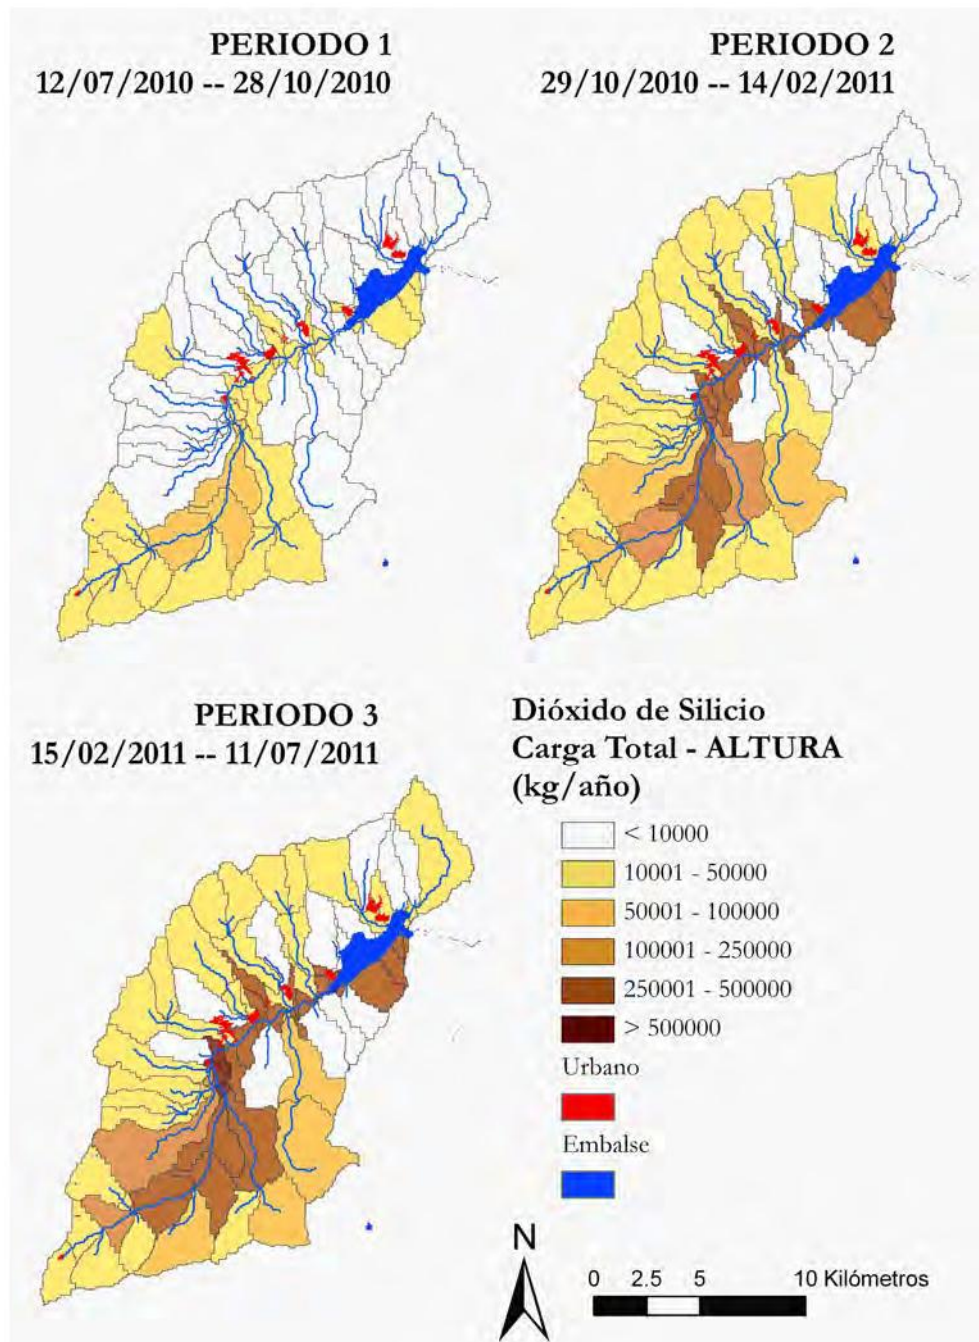 PERIODO 1
12/07/2010 -- 28/10/2010
PERIODO 2
29/10/2010 -- 14/02/2011
PERIODO 3
15/02/2011 -- 11/07/2011
Dióxido de Silicio
Carga Total - ALTURA
(kg/año)
< 10000
10001 - 50000
50001 - 100000
100001 - 250000
250001 - 500000
> 500000
Urbano
Embalse
N
0 2.5 5 10 Kilómetros